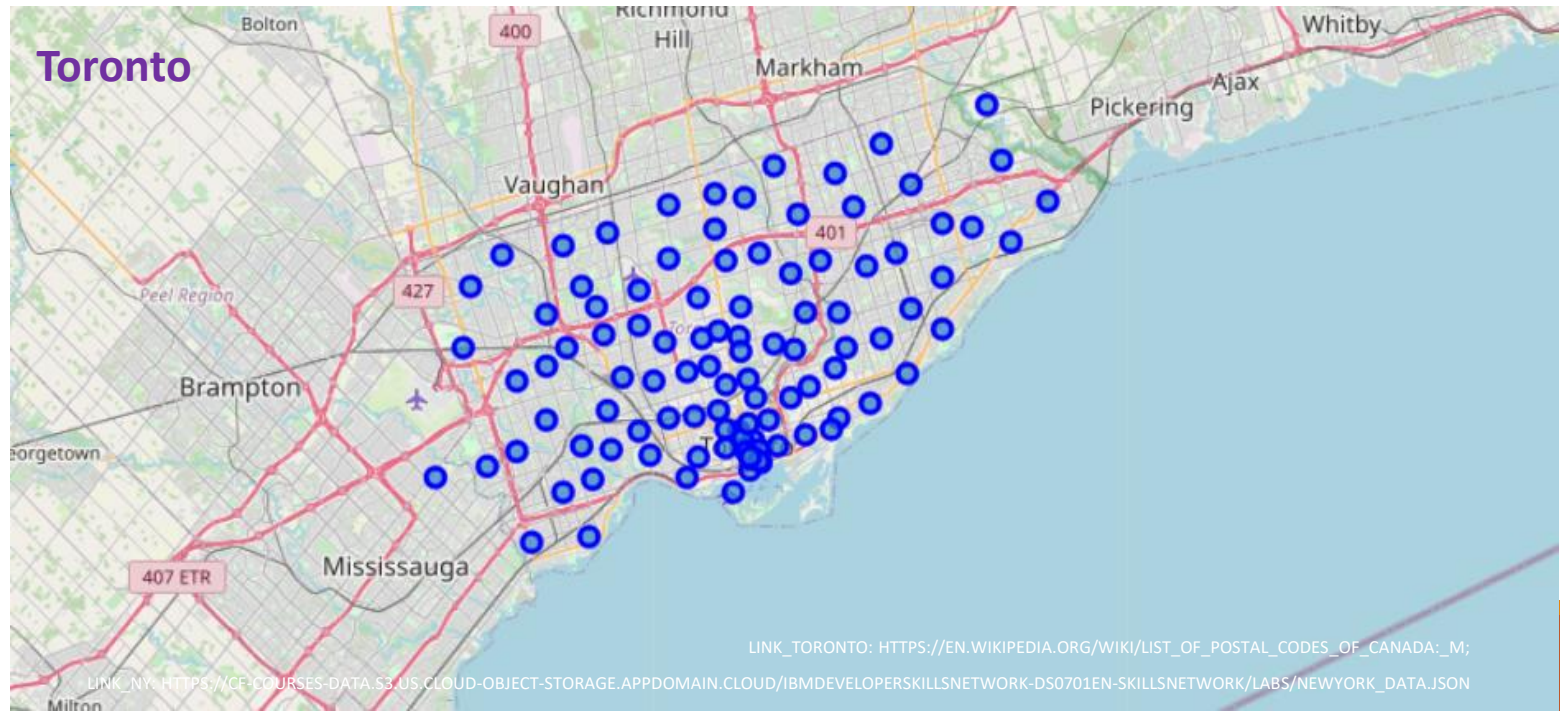 Bolton
400
Richmond
Hill
Whitby
Toronto
Markham
Ajax
Pickering
Vaughan
401
427
Peel Region
Brampton
eorgetown
Mississauga
407 ETR
LINK_TORONTO: HTTPS://EN.WIKIPEDIA.ORG/WIKI/LIST_OF_POSTAL_CODES_OF_CANADA:_M;
LINK_NY: HTTPS://CF-COURSES-DATA.S3.US.CLOUD-OBJECT-STORAGE.APPDOMAIN.CLOUD/IBMDEVELOPERSKILLSNETWORK-DS0701EN-SKILLSNETWORK/LABS/NEWYORK_DATA.JSON
Milton